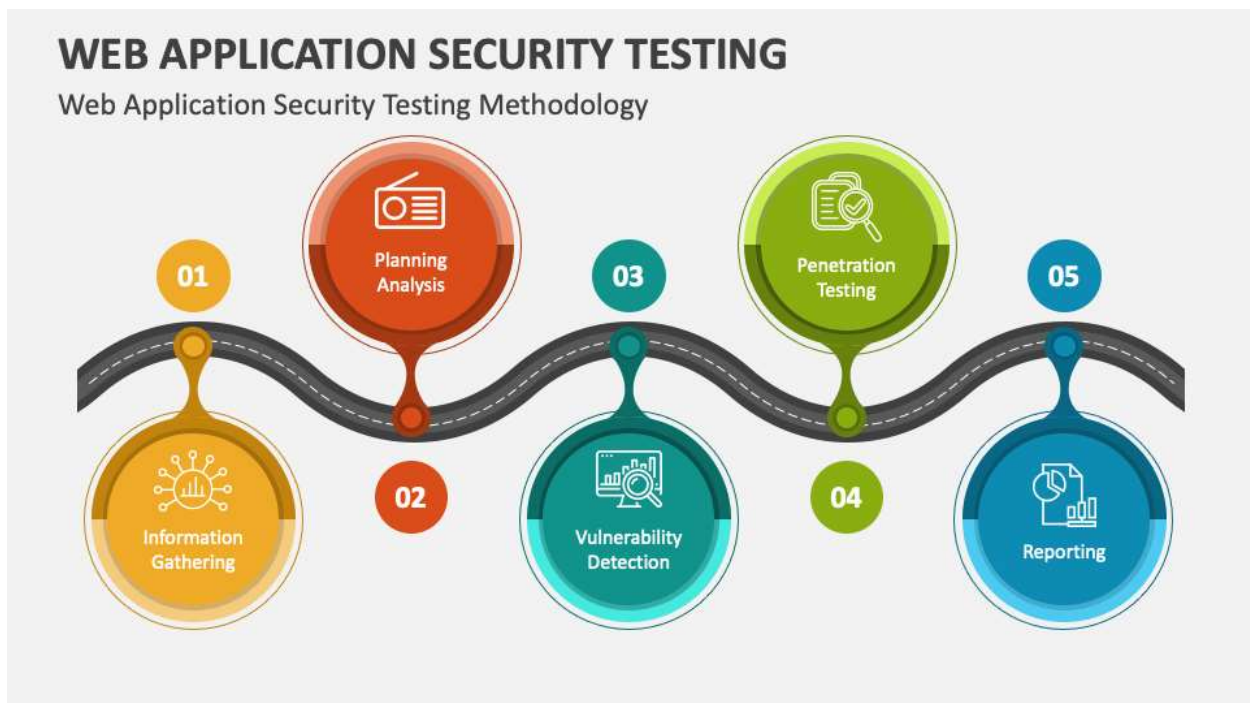 WEB APPLICATION SECURITY TESTING
Web Application Security Testing Methodology
01
Information
Gathering
Planning
Analysis
02
03
Vulnerability
Detection
Penetration
Testing
04
05
Reporting